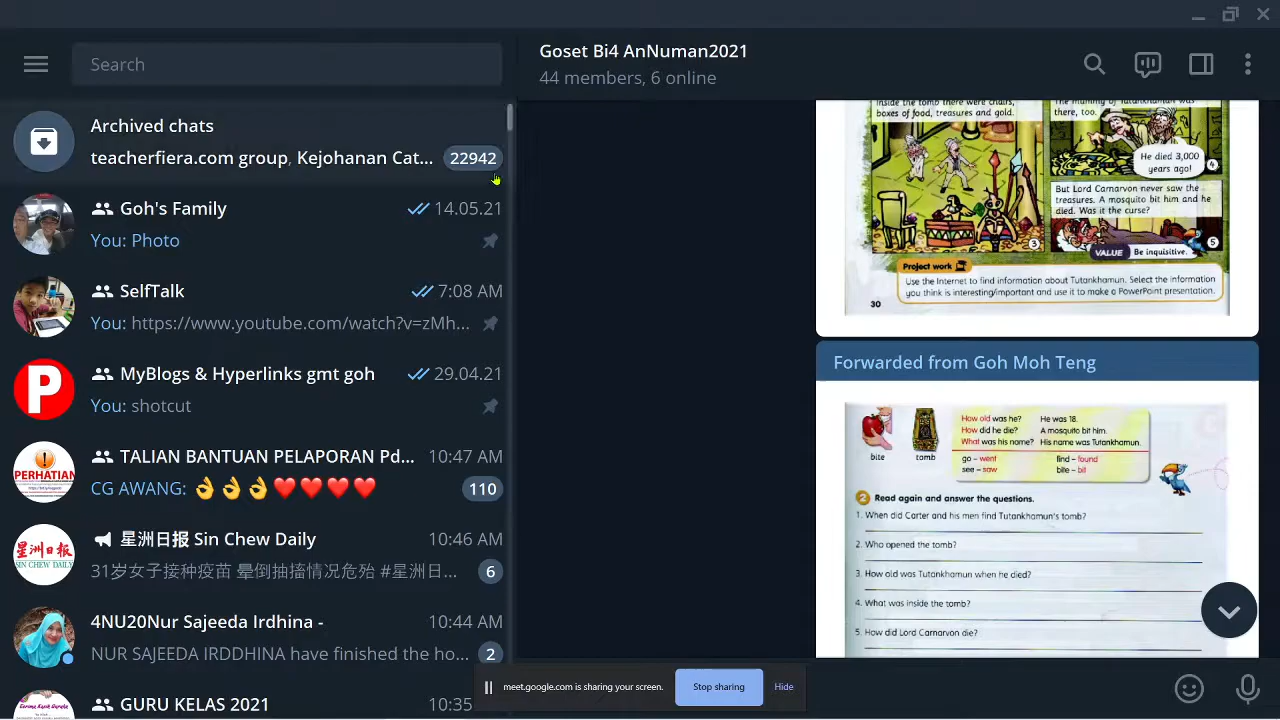 Search
Archived chats
teacherfiera.com group, Kejohanan Cat...
22942
Goh's Family
14.05.21
You: Photo
SelfTalk
7:08 AM
You: https://www.youtube.com/watch?v=zMh...
P
MyBlogs & Hyperlinks gmt goh
29.04.21
You: shotcut
PERHATIAN
TALIAN BANTUAN PELAPORAN Pd...
10:47 AM
CG AWANG: 👌👌👌❤️❤️❤️❤️
110
星洲日报
SIN CHEW DAILY
星洲日报 Sin Chew Daily
10:46 AM
31岁女子接种疫苗 晕倒抽搐情况危殆 #星洲日...
6
4NU20Nur Sajeeda Irdhina -
10:44 AM
NUR SAJEEDA IRDDHINA have finished the ho...
2
GURU KELAS 2021
10:35
Goset Bi4 AnNuman2021
44 members, 6 online
Inside the tomb there were chairs,
boxes of food, treasures and gold.
3
The mummy of Tutankhamun was
there, too.
He died 3,000
years ago!
4
But Lord Carnarvon never saw the
treasures. A mosquito bit him and he
died. Was it the curse?
5
VALUE Be inquisitive.
Project work
Use the Internet to find information about Tutankhamun. Select the information
you think is interesting/important and use it to make a PowerPoint presentation.
30
Forwarded from Goh Moh Teng
bite
tomb
How old was he? He was 18.
How did he die? A mosquito bit him.
What was his name? His name was Tutankhamun.
go – went find – found
see – saw bite – bit
2 Read again and answer the questions.
1. When did Carter and his men find Tutankhamun's tomb?
2. Who opened the tomb?
3. How old was Tutankhamun when he died?
4. What was inside the tomb?
5. How did Lord Carnarvon die?
meet.google.com is sharing your screen.
Stop sharing
Hide